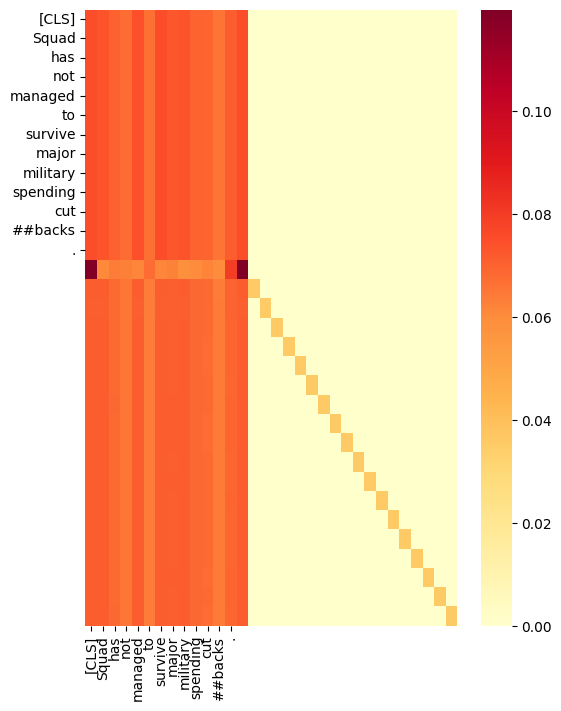 [CLS]
Squad
has
not
managed
to
survive
major
military
spending
cut
##backs
.
0.10
0.08
0.06
0.04
0.02
0.00
[CLS]
Squad
has
not
managed
to
survive
major
military
spending
cut
##backs
.